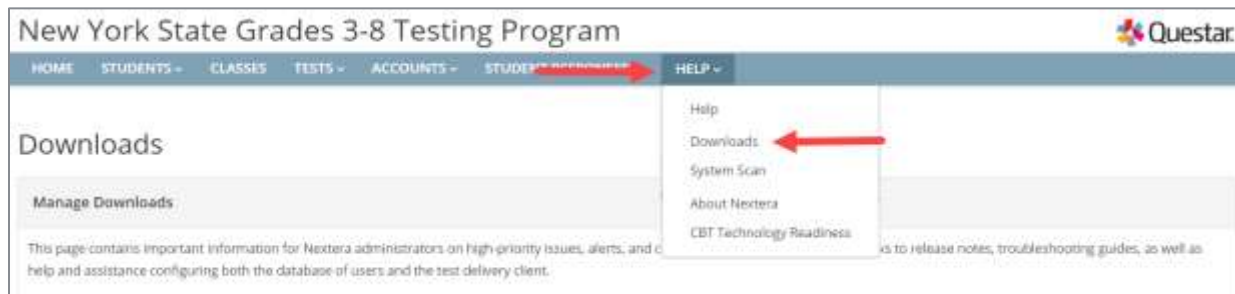 New York State Grades 3-8 Testing Program
Questar.
HOME STUDENTS CLASSES TESTS ACCOUNTS STUDENT HELP
Help
Downloads
System Scan
About Nextera
CBT Technology Readiness
Downloads
Manage Downloads
This page contains important information for Nextera administrators on high-priority issues, alerts, and c ks to release notes, troubleshooting guides, as well as
help and assistance configuring both the database of users and the test delivery client.